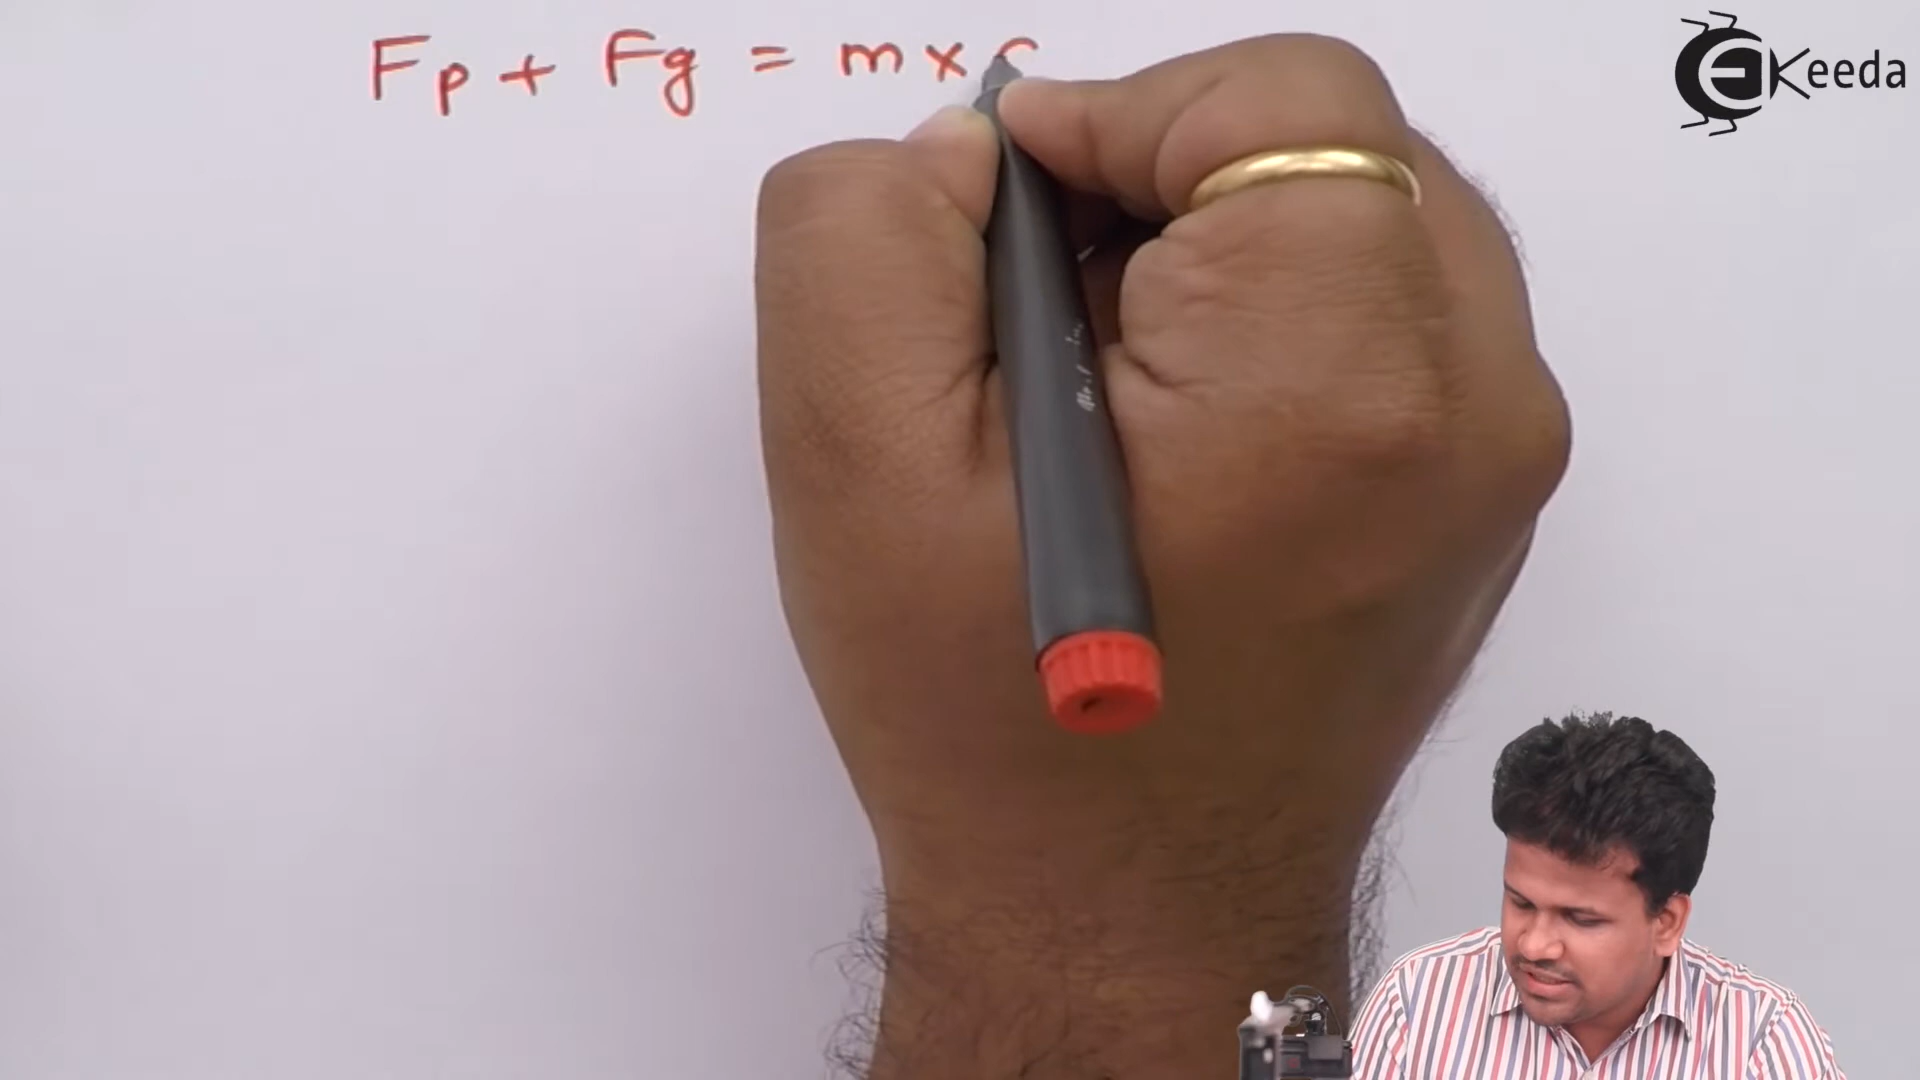 Fp + Fg = m x
EKeeda